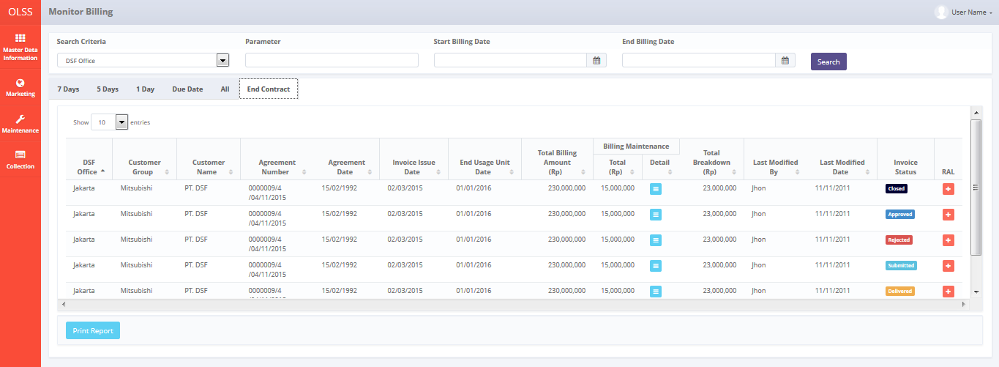 OLSS
Monitor Billing
User Name
Master Data
Information
Marketing
Maintenance
Collection
Search Criteria
Parameter
Start Billing Date
End Billing Date
DSF Office
Search
7 Days
5 Days
1 Day
Due Date
All
End Contract
Show 10 entries
DSF
Office
Customer
Group
Customer
Name
Agreement
Number
Agreement
Date
Invoice Issue
Date
End Usage Unit
Date
Total Billing
Amount
(Rp)
Billing Maintenance
Total
(Rp)
Detail
Total
Breakdown
(Rp)
Last Modified
By
Last Modified
Date
Invoice
Status
RAL
Jakarta Mitsubishi PT. DSF 0000009/4 15/02/1992 02/03/2015 01/01/2016 230,000,000 15,000,000 23,000,000 Jhon 11/11/2011 Closed
/04/11/2015
Jakarta Mitsubishi PT. DSF 0000009/4 15/02/1992 02/03/2015 01/01/2016 230,000,000 15,000,000 23,000,000 Jhon 11/11/2011 Approved
/04/11/2015
Jakarta Mitsubishi PT. DSF 0000009/4 15/02/1992 02/03/2015 01/01/2016 230,000,000 15,000,000 23,000,000 Jhon 11/11/2011 Rejected
/04/11/2015
Jakarta Mitsubishi PT. DSF 0000009/4 15/02/1992 02/03/2015 01/01/2016 230,000,000 15,000,000 23,000,000 Jhon 11/11/2011 Submitted
/04/11/2015
Jakarta Mitsubishi PT. DSF 0000009/4 15/02/1992 02/03/2015 01/01/2016 230,000,000 15,000,000 23,000,000 Jhon 11/11/2011 Delivered
Print Report